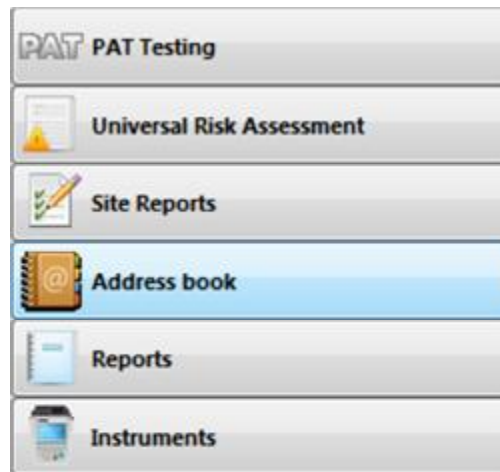 PAT PAT Testing
Universal Risk Assessment
Site Reports
@ Address book
Reports
Instruments